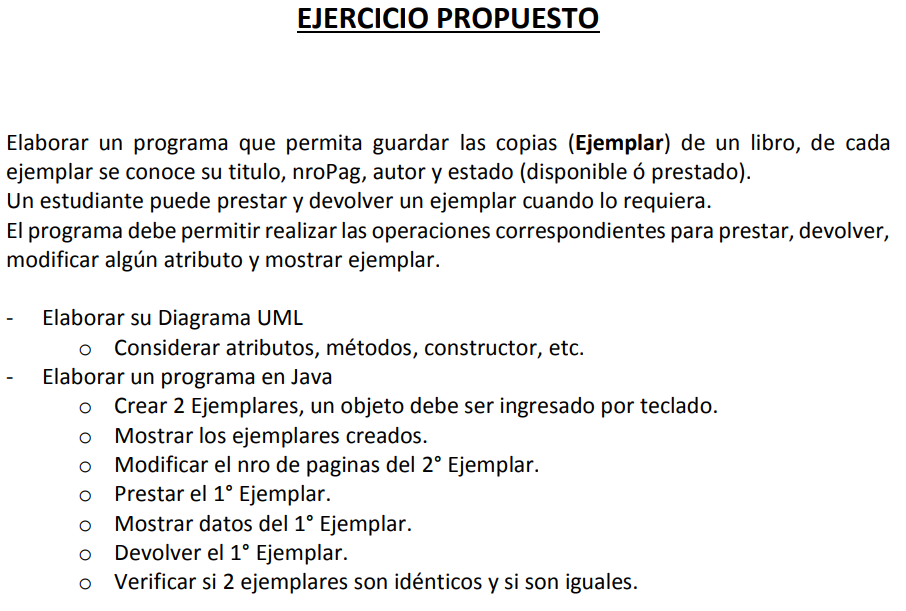 EJERCICIO PROPUESTO
Elaborar un programa que permita guardar las copias (Ejemplar) de un libro, de cada
ejemplar se conoce su titulo, nroPag, autor y estado (disponible ó prestado).
Un estudiante puede prestar y devolver un ejemplar cuando lo requiera.
El programa debe permitir realizar las operaciones correspondientes para prestar, devolver,
modificar algún atributo y mostrar ejemplar.
- Elaborar su Diagrama UML
o Considerar atributos, métodos, constructor, etc.
- Elaborar un programa en Java
o Crear 2 Ejemplares, un objeto debe ser ingresado por teclado.
o Mostrar los ejemplares creados.
o Modificar el nro de paginas del 2° Ejemplar.
o Prestar el 1° Ejemplar.
o Mostrar datos del 1° Ejemplar.
o Devolver el 1° Ejemplar.
o Verificar si 2 ejemplares son idénticos y si son iguales.